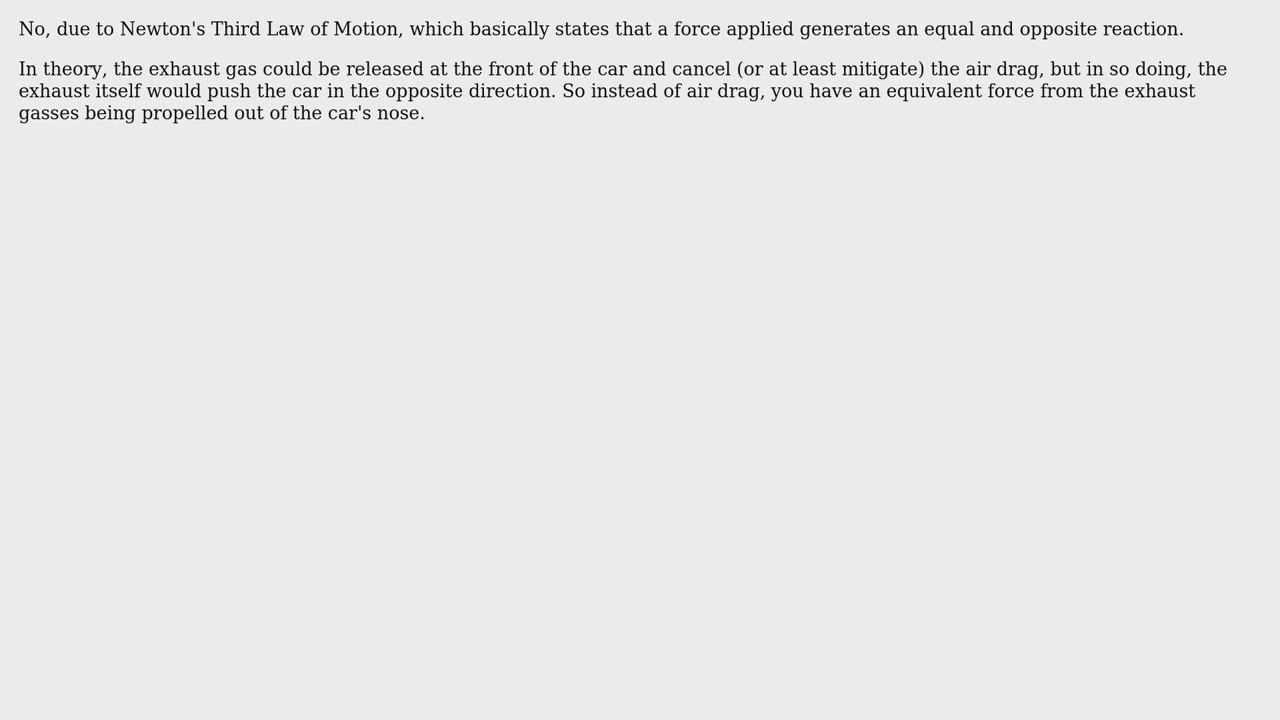 No, due to Newton's Third Law of Motion, which basically states that a force applied generates an equal and opposite reaction.
In theory, the exhaust gas could be released at the front of the car and cancel (or at least mitigate) the air drag, but in so doing, the
exhaust itself would push the car in the opposite direction. So instead of air drag, you have an equivalent force from the exhaust
gasses being propelled out of the car's nose.